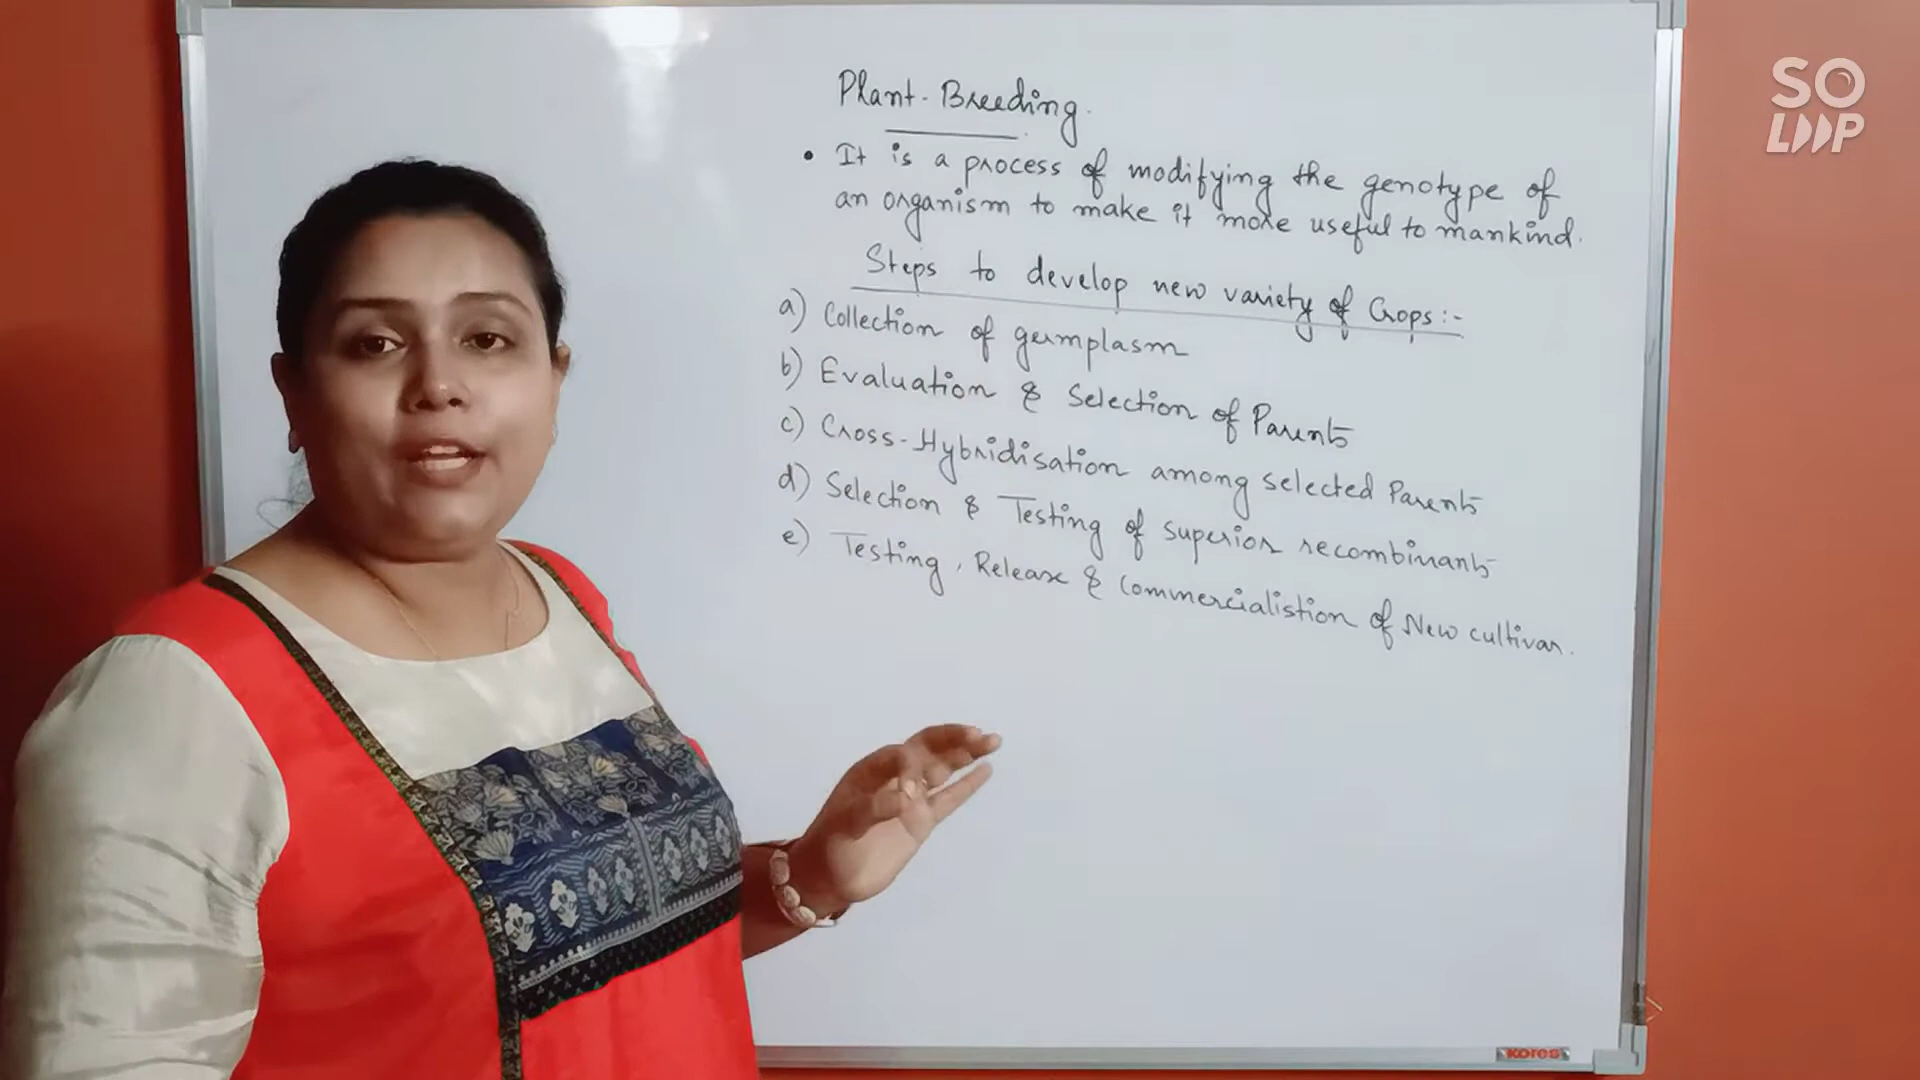 SO
LOOP
Plant-Breeding.
• It is a process of modifying the genotype of
an organism to make it more useful to mankind.
Steps to develop new variety of Crops:-
a) Collection of germplasm
b) Evaluation & Selection of Parents
c) Cross-Hybridisation among selected Parents
d) Selection & Testing of superior recombinants
e) Testing, Release & Commercialistion of New cultivar.
kores